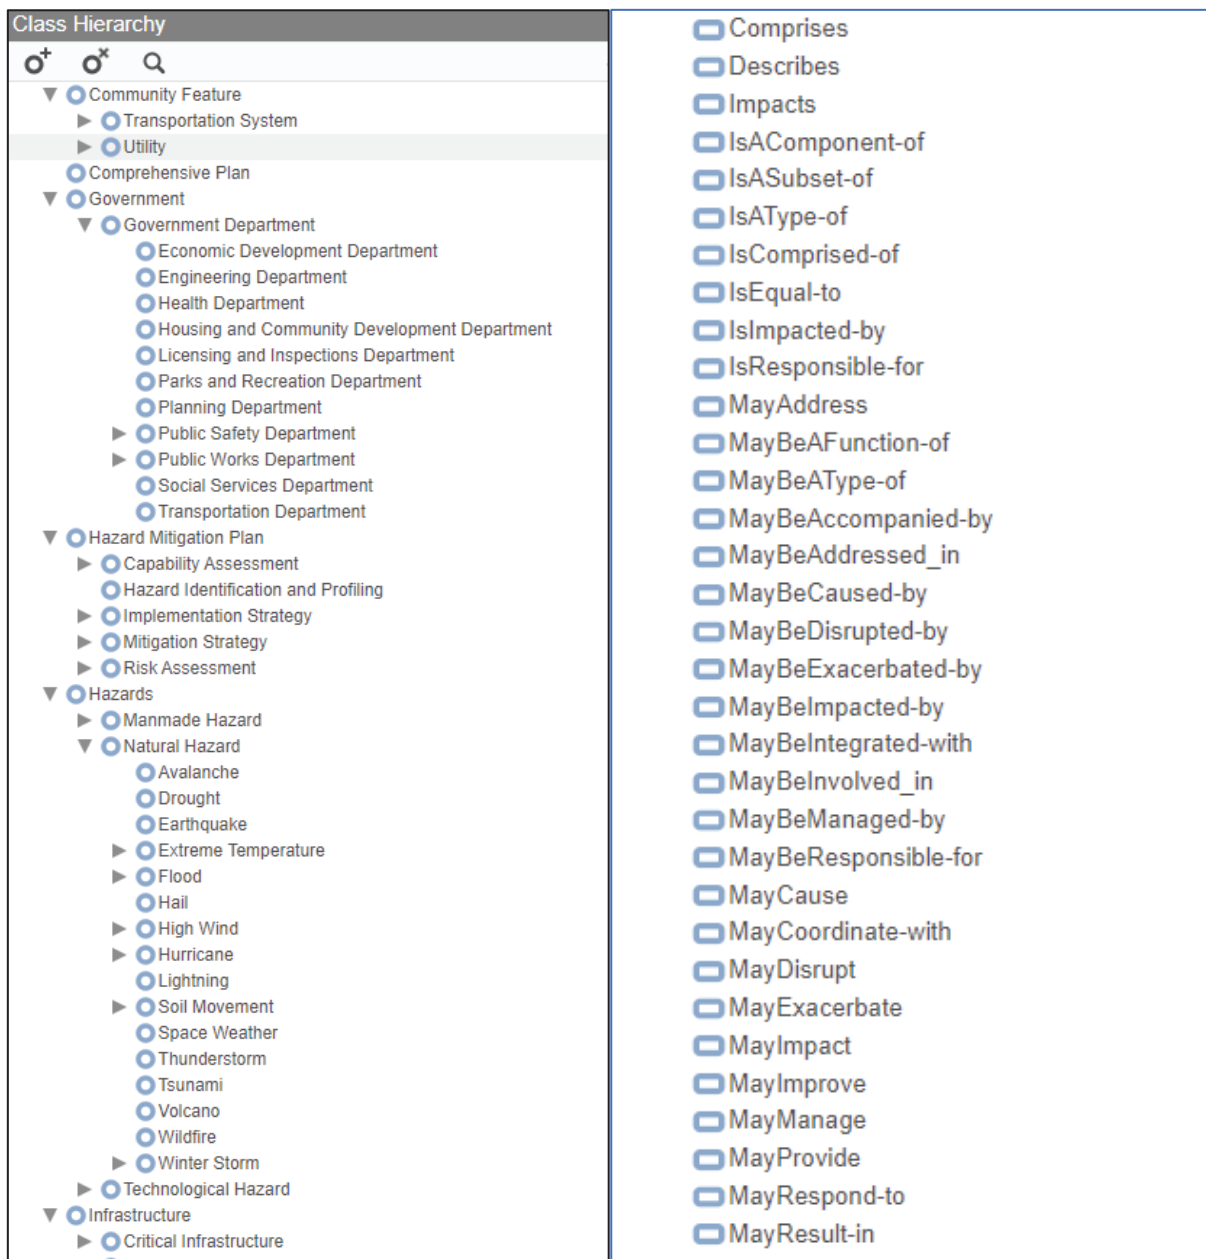 Class Hierarchy
Community Feature
Transportation System
Utility
Comprehensive Plan
Government
Government Department
Economic Development Department
Engineering Department
Health Department
Housing and Community Development Department
Licensing and Inspections Department
Parks and Recreation Department
Planning Department
Public Safety Department
Public Works Department
Social Services Department
Transportation Department
Hazard Mitigation Plan
Capability Assessment
Hazard Identification and Profiling
Implementation Strategy
Mitigation Strategy
Risk Assessment
Hazards
Manmade Hazard
Natural Hazard
Avalanche
Drought
Earthquake
Extreme Temperature
Flood
Hail
High Wind
Hurricane
Lightning
Soil Movement
Space Weather
Thunderstorm
Tsunami
Volcano
Wildfire
Winter Storm
Technological Hazard
Infrastructure
Critical Infrastructure
Comprises
Describes
Impacts
IsAComponent-of
IsASubset-of
IsAType-of
IsComprised-of
IsEqual-to
IsImpacted-by
IsResponsible-for
MayAddress
MayBeAFunction-of
MayBeAType-of
MayBeAccompanied-by
MayBeAddressed_in
MayBeCaused-by
MayBeDisrupted-by
MayBeExacerbated-by
MayBeImpacted-by
MayBeIntegrated-with
MayBeInvolved_in
MayBeManaged-by
MayBeResponsible-for
MayCause
MayCoordinate-with
MayDisrupt
MayExacerbate
MayImpact
MayImprove
MayManage
MayProvide
MayRespond-to
MayResult-in